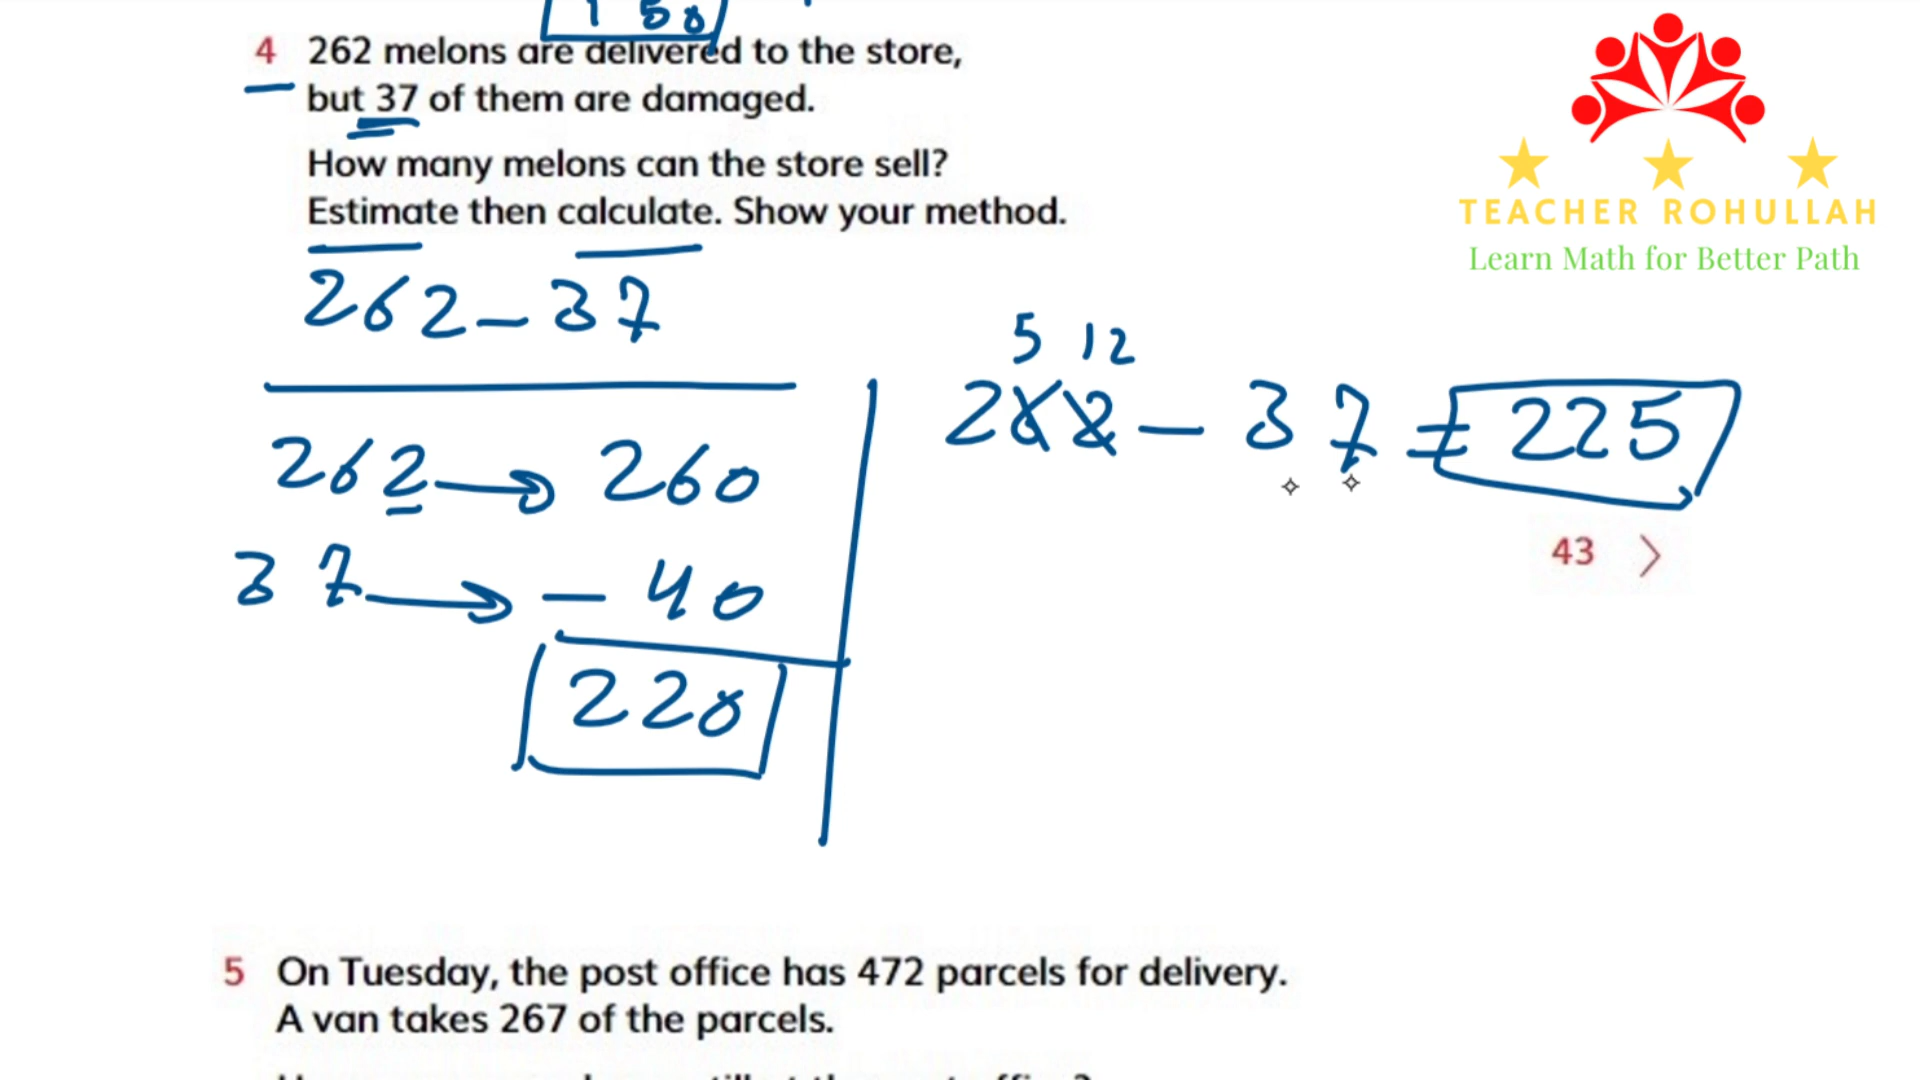 150
4 262 melons are delivered to the store,
but 37 of them are damaged.
How many melons can the store sell?
Estimate then calculate. Show your method.
262-37
262 → 260
37 → - 40
220
5 12
262 - 37 = 225
43 >
TEACHER ROHULLAH
Learn Math for Better Path
5 On Tuesday, the post office has 472 parcels for delivery.
A van takes 267 of the parcels.